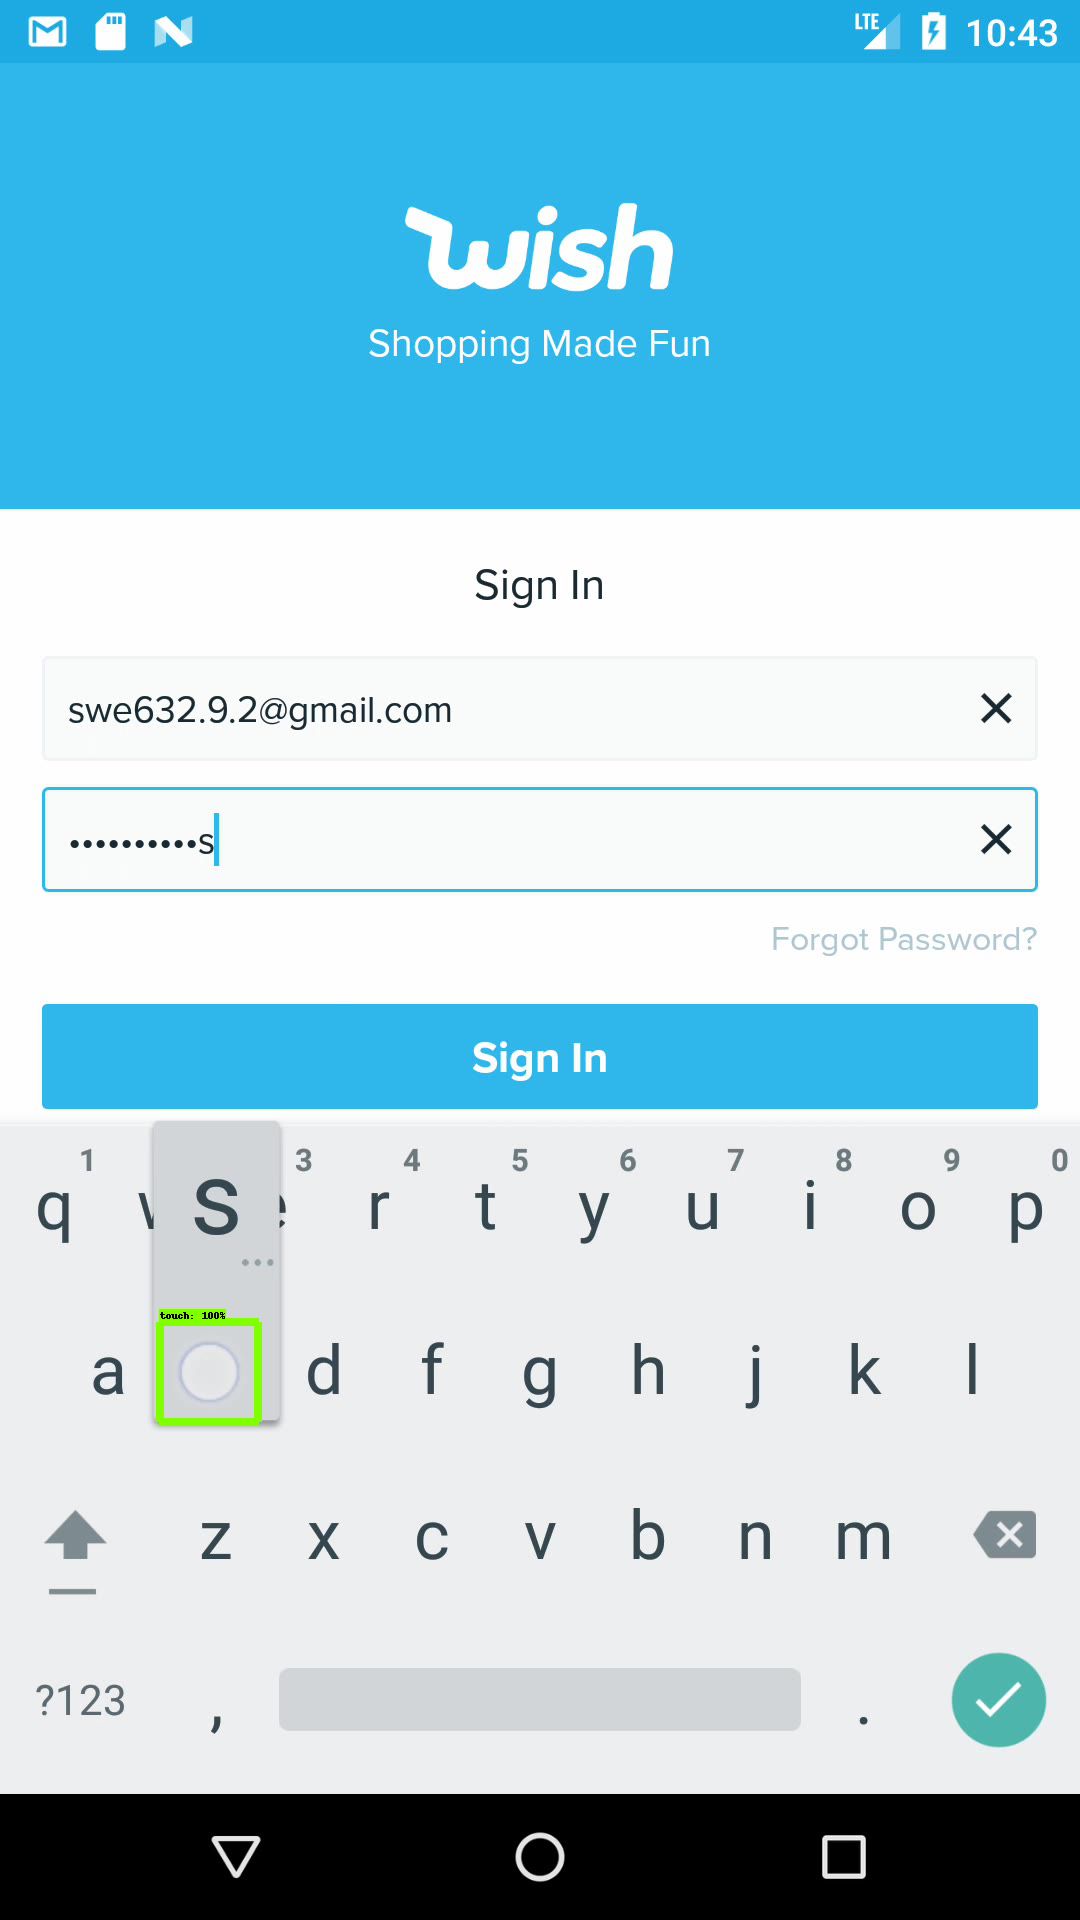 LTE 10:43
wish
Shopping Made Fun
Sign In
swe632.9.2@gmail.com
••••••••••s
Forgot Password?
Sign In
1 3 4 5 6 7 8 9 0
q w s e r t y u i o p
touch: 100%
a d f g h j k l
z x c v b n m
?123 , .